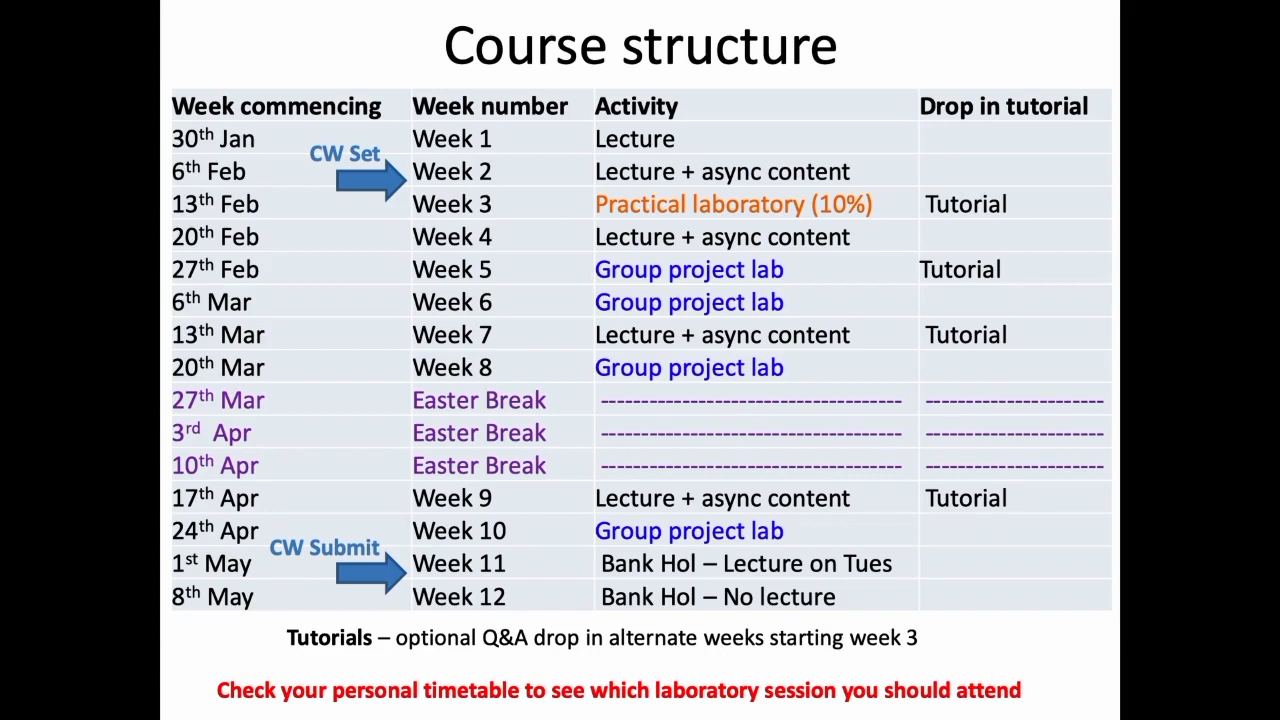 Course structure
Week commencing Week number Activity Drop in tutorial
30th Jan Week 1 Lecture
CW Set
6th Feb Week 2 Lecture + async content
13th Feb Week 3 Practical laboratory (10%) Tutorial
20th Feb Week 4 Lecture + async content
27th Feb Week 5 Group project lab Tutorial
6th Mar Week 6 Group project lab
13th Mar Week 7 Lecture + async content Tutorial
20th Mar Week 8 Group project lab
27th Mar Easter Break ------------------------------------- ----------------------
3rd Apr Easter Break ------------------------------------- ----------------------
10th Apr Easter Break ------------------------------------- ----------------------
17th Apr Week 9 Lecture + async content Tutorial
24th Apr Week 10 Group project lab
CW Submit
1st May Week 11 Bank Hol – Lecture on Tues
8th May Week 12 Bank Hol – No lecture
Tutorials – optional Q&A drop in alternate weeks starting week 3
Check your personal timetable to see which laboratory session you should attend